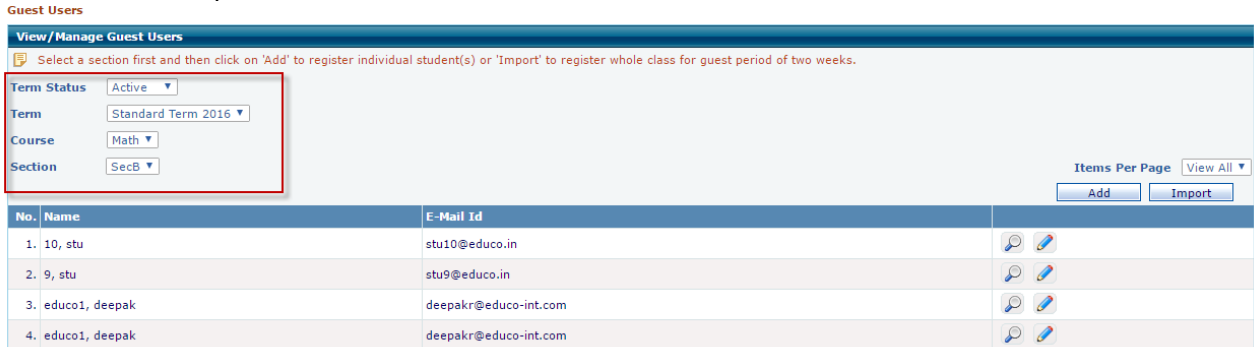 Guest Users
View/Manage Guest Users
Select a section first and then click on 'Add' to register individual student(s) or 'Import' to register whole class for guest period of two weeks.
Term Status Active
Term Standard Term 2016
Course Math
Section SecB
Items Per Page View All
Add Import
No. Name E-Mail Id
1. 10, stu stu10@educo.in
2. 9, stu stu9@educo.in
3. educo1, deepak deepakr@educo-int.com
4. educo1, deepak deepakr@educo-int.com